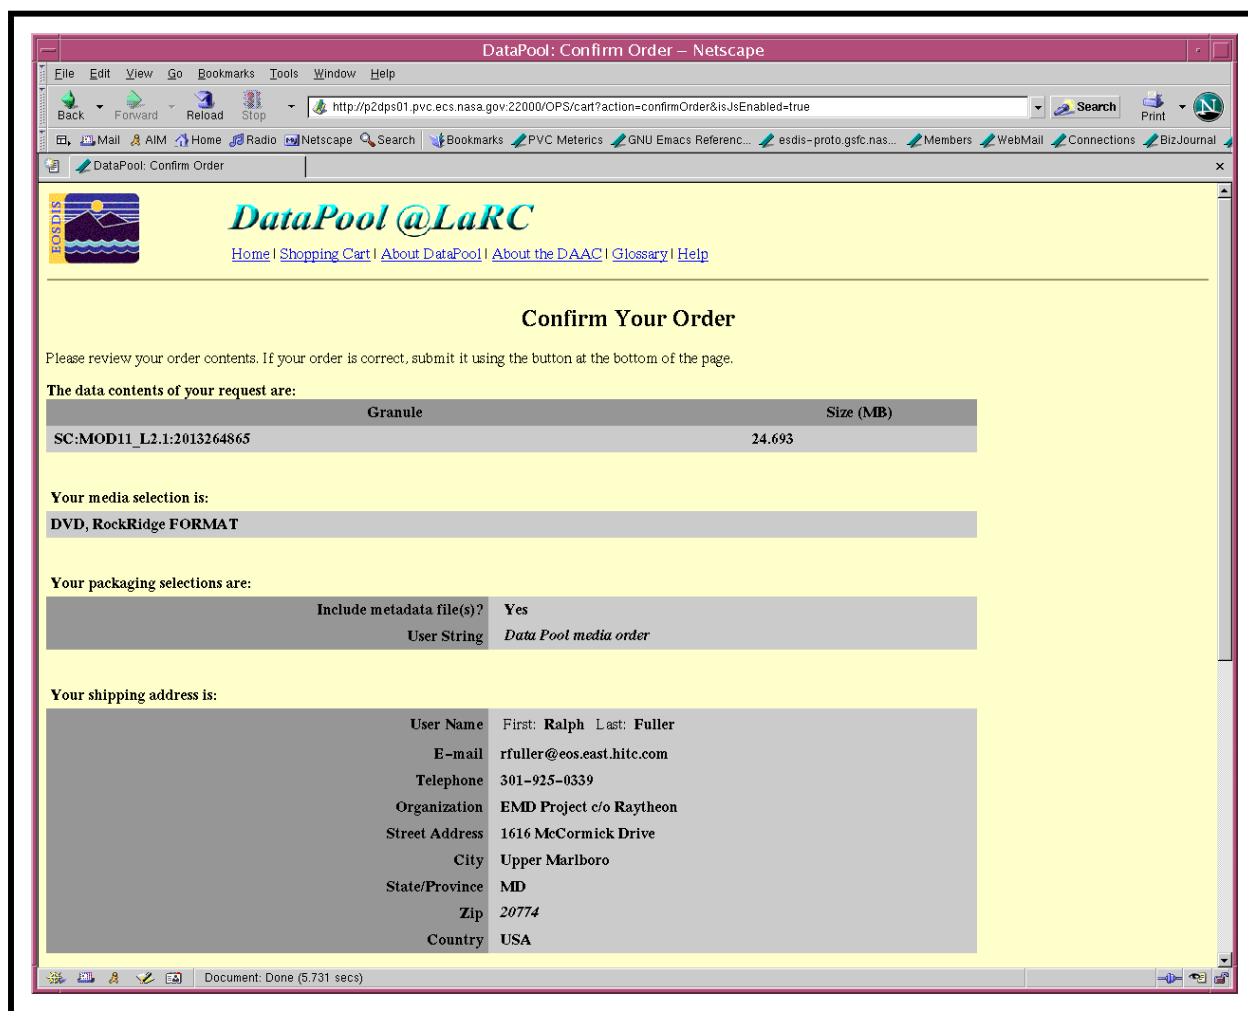 DataPool: Confirm Order – Netscape
File Edit View Go Bookmarks Tools Window Help
Back Forward Reload Stop http://p2dps01.pvc.ecs.nasa.gov:22000/OPS/cart?action=confirmOrder&isJsEnabled=true Search Print N
Mail AIM Home Radio Netscape Search Bookmarks PVC Meterics GNU Emacs Referenc... esdis-proto.gsfc.nas... Members WebMail Connections BizJournal
DataPool: Confirm Order
EOSDIS
DataPool @LaRC
Home | Shopping Cart | About DataPool | About the DAAC | Glossary | Help
Confirm Your Order
Please review your order contents. If your order is correct, submit it using the button at the bottom of the page.
The data contents of your request are:
Granule Size (MB)
SC:MOD11_L2.1:2013264865 24.693
Your media selection is:
DVD, RockRidge FORMAT
Your packaging selections are:
Include metadata file(s)? Yes
User String Data Pool media order
Your shipping address is:
User Name First: Ralph Last: Fuller
E-mail rfuller@eos.east.hitc.com
Telephone 301-925-0339
Organization EMD Project c/o Raytheon
Street Address 1616 McCormick Drive
City Upper Marlboro
State/Province MD
Zip 20774
Country USA
Document: Done (5.731 secs)